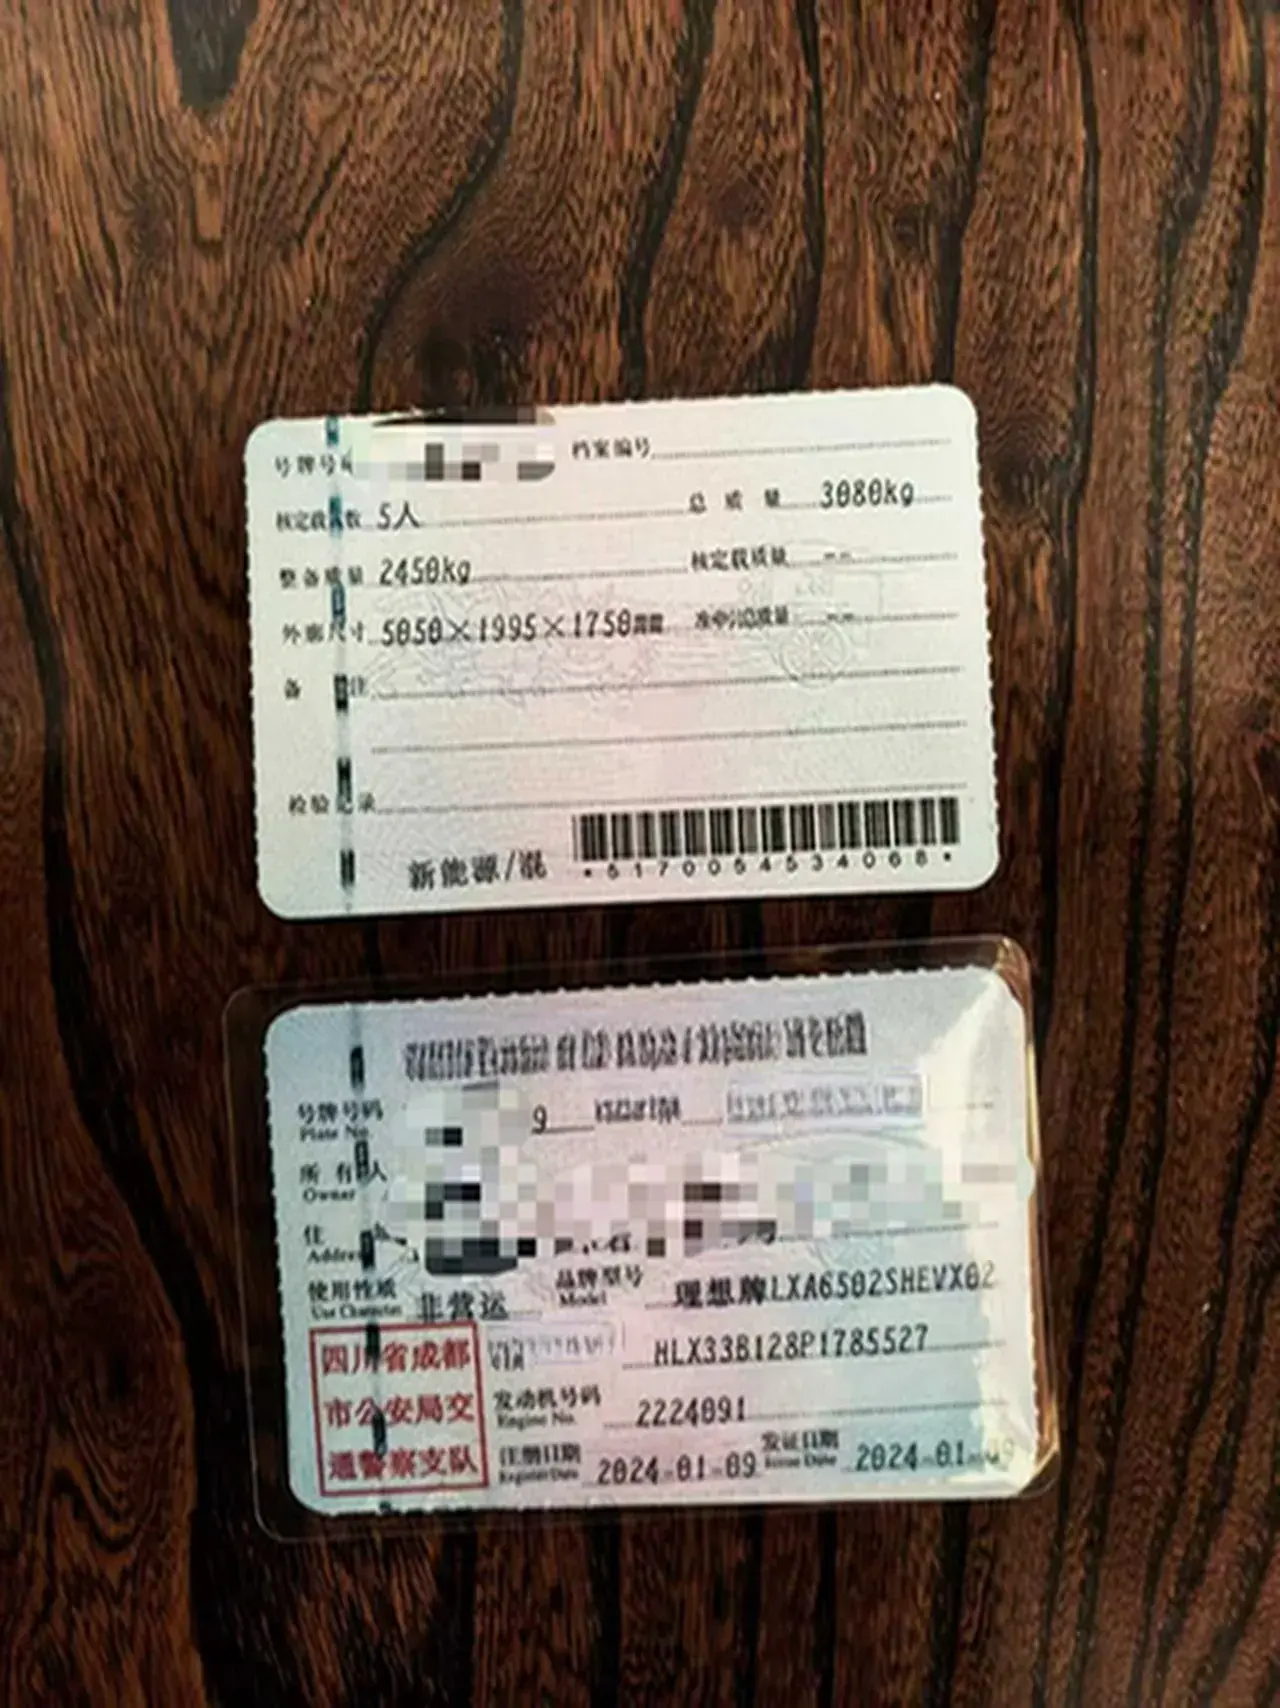 号牌号 档案编号
核定载人数 5人 总质量 3080kg
整备质量 2450kg 核定载质量 --
外廓尺寸 5050×1995×1750mm 准牵引总质量 --
备注
检验记录
新能源/混 *5170054534068*
号牌号码 9
Plate No.
所有人
Owner
住
Address
使用性质 非营运 品牌型号 理想牌LXA6502SHEVX02
Use Character Model
四川省成都
市公安局交
通警察支队
VIN HLX33B128P1785527
发动机号码 2224091
Engine No.
注册日期 2024-01-09 发证日期 2024-01-09
Register Date Issue Date